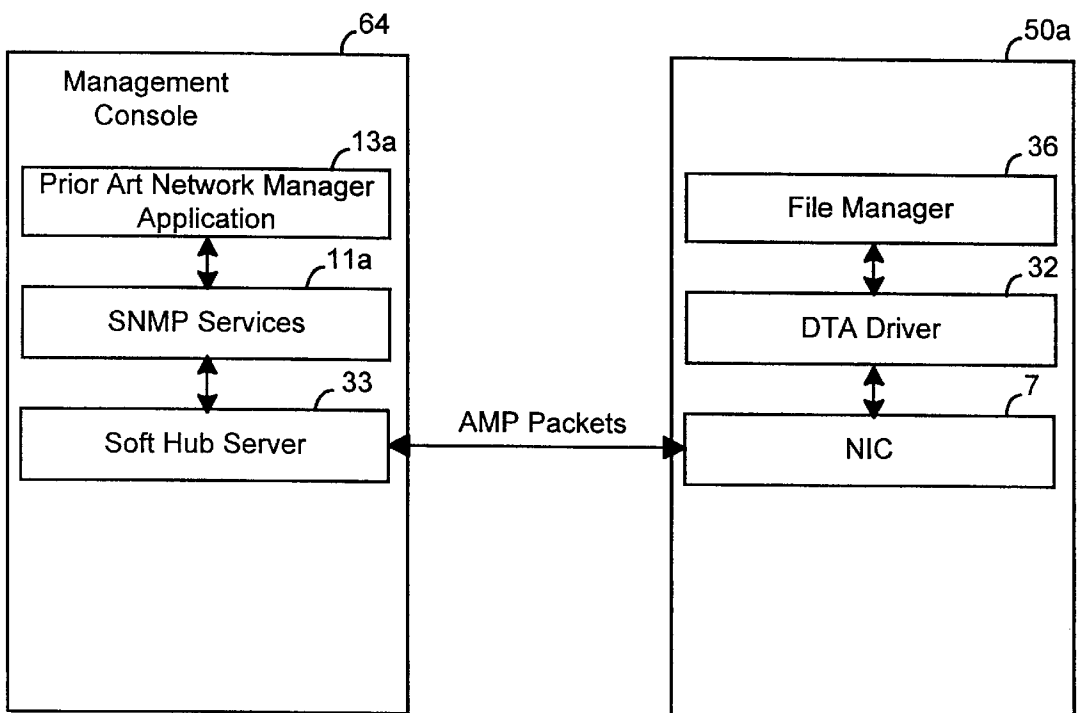 64
Management
Console
13a
Prior Art Network Manager
Application
11a
SNMP Services
33
Soft Hub Server
AMP Packets
50a
36
File Manager
32
DTA Driver
7
NIC